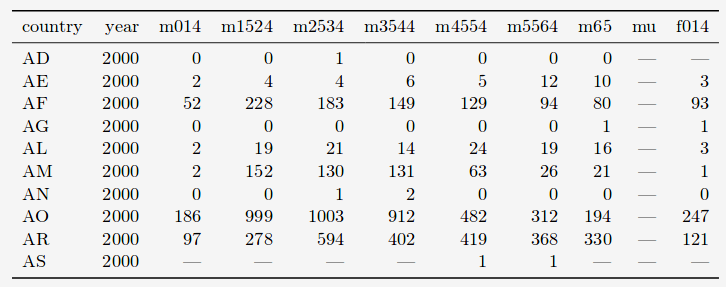 country year m014 m1524 m2534 m3544 m4554 m5564 m65 mu f014
AD 2000 0 0 1 0 0 0 0 — —
AE 2000 2 4 4 6 5 12 10 — 3
AF 2000 52 228 183 149 129 94 80 — 93
AG 2000 0 0 0 0 0 0 1 — 1
AL 2000 2 19 21 14 24 19 16 — 3
AM 2000 2 152 130 131 63 26 21 — 1
AN 2000 0 0 1 2 0 0 0 — 0
AO 2000 186 999 1003 912 482 312 194 — 247
AR 2000 97 278 594 402 419 368 330 — 121
AS 2000 — — — — 1 1 — — —